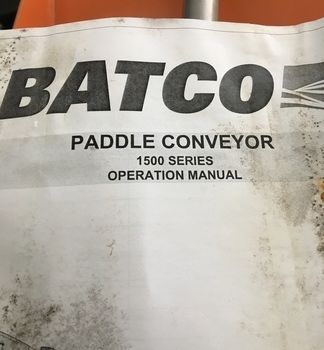 BATCO
PADDLE CONVEYOR
1500 SERIES
OPERATION MANUAL